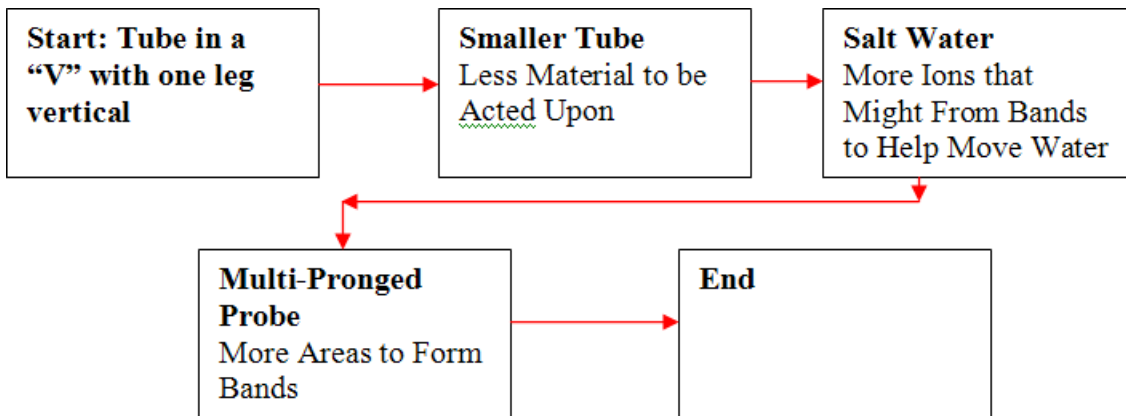 Start: Tube in a
“V” with one leg
vertical
Smaller Tube
Less Material to be
Acted Upon
Salt Water
More Ions that
Might From Bands
to Help Move Water
Multi-Pronged
Probe
More Areas to Form
Bands
End